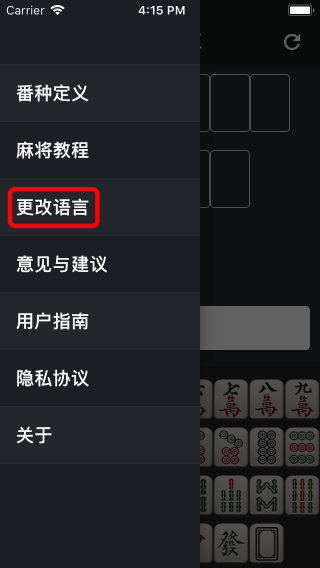 Carrier 4:15 PM
番种定义
麻将教程
更改语言
意见与建议
用户指南
隐私协议
关于
七 八 九
萬 萬 萬 萬
發